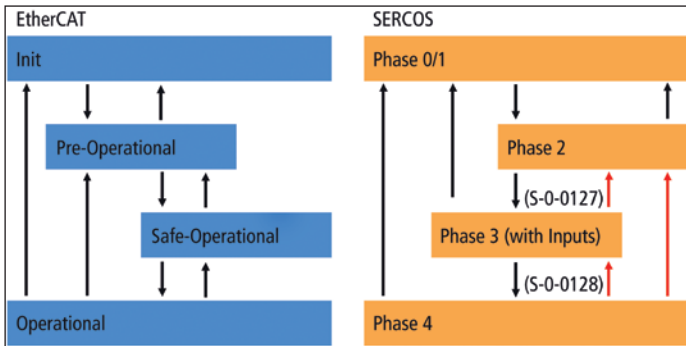 EtherCAT
Init
Pre-Operational
Safe-Operational
Operational
SERCOS
Phase 0/1
Phase 2
(S-0-0127)
Phase 3 (with Inputs)
(S-0-0128)
Phase 4